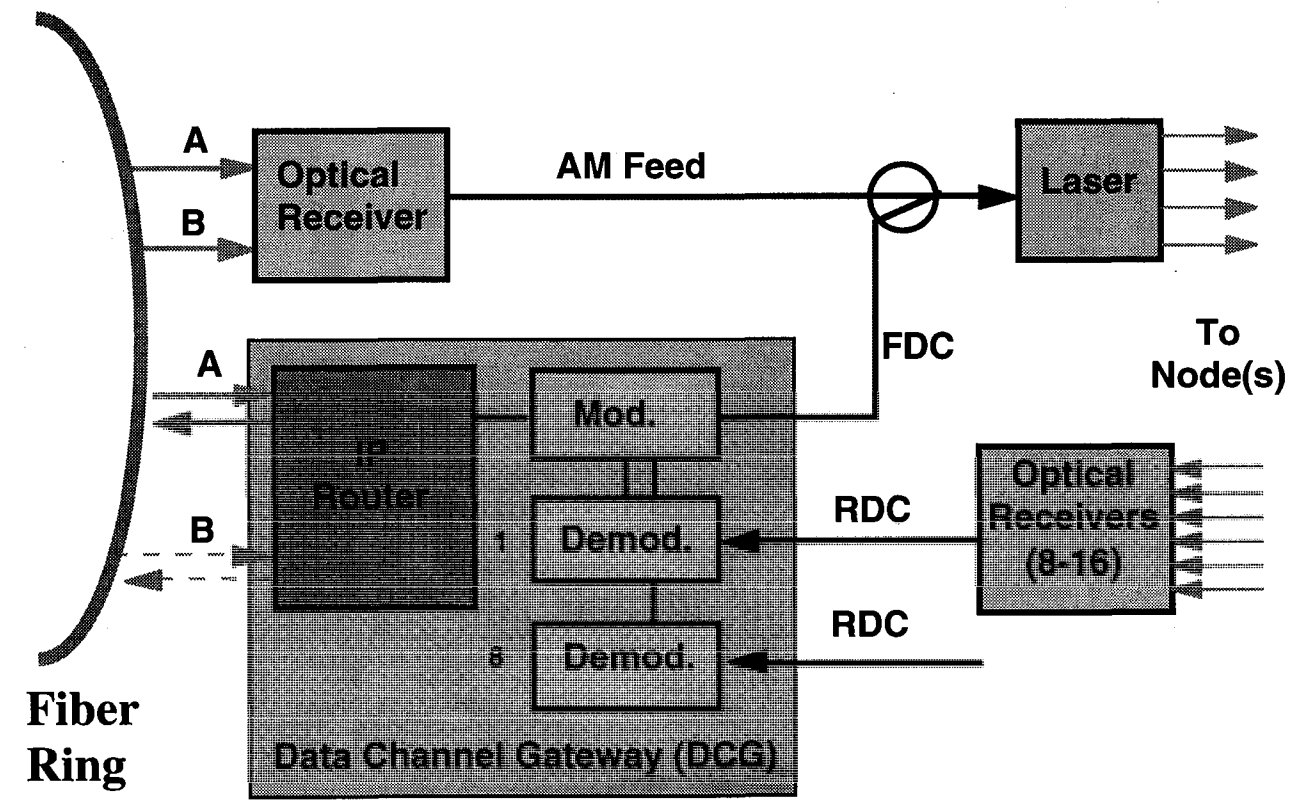 A
Optical
Receiver
B
AM Feed
Laser
To
Node(s)
FDC
A
IP
Router
B
Mod.
1
Demod.
8
Demod.
RDC
RDC
Optical
Receivers
(8-16)
Data Channel Gateway (DCG)
Fiber
Ring